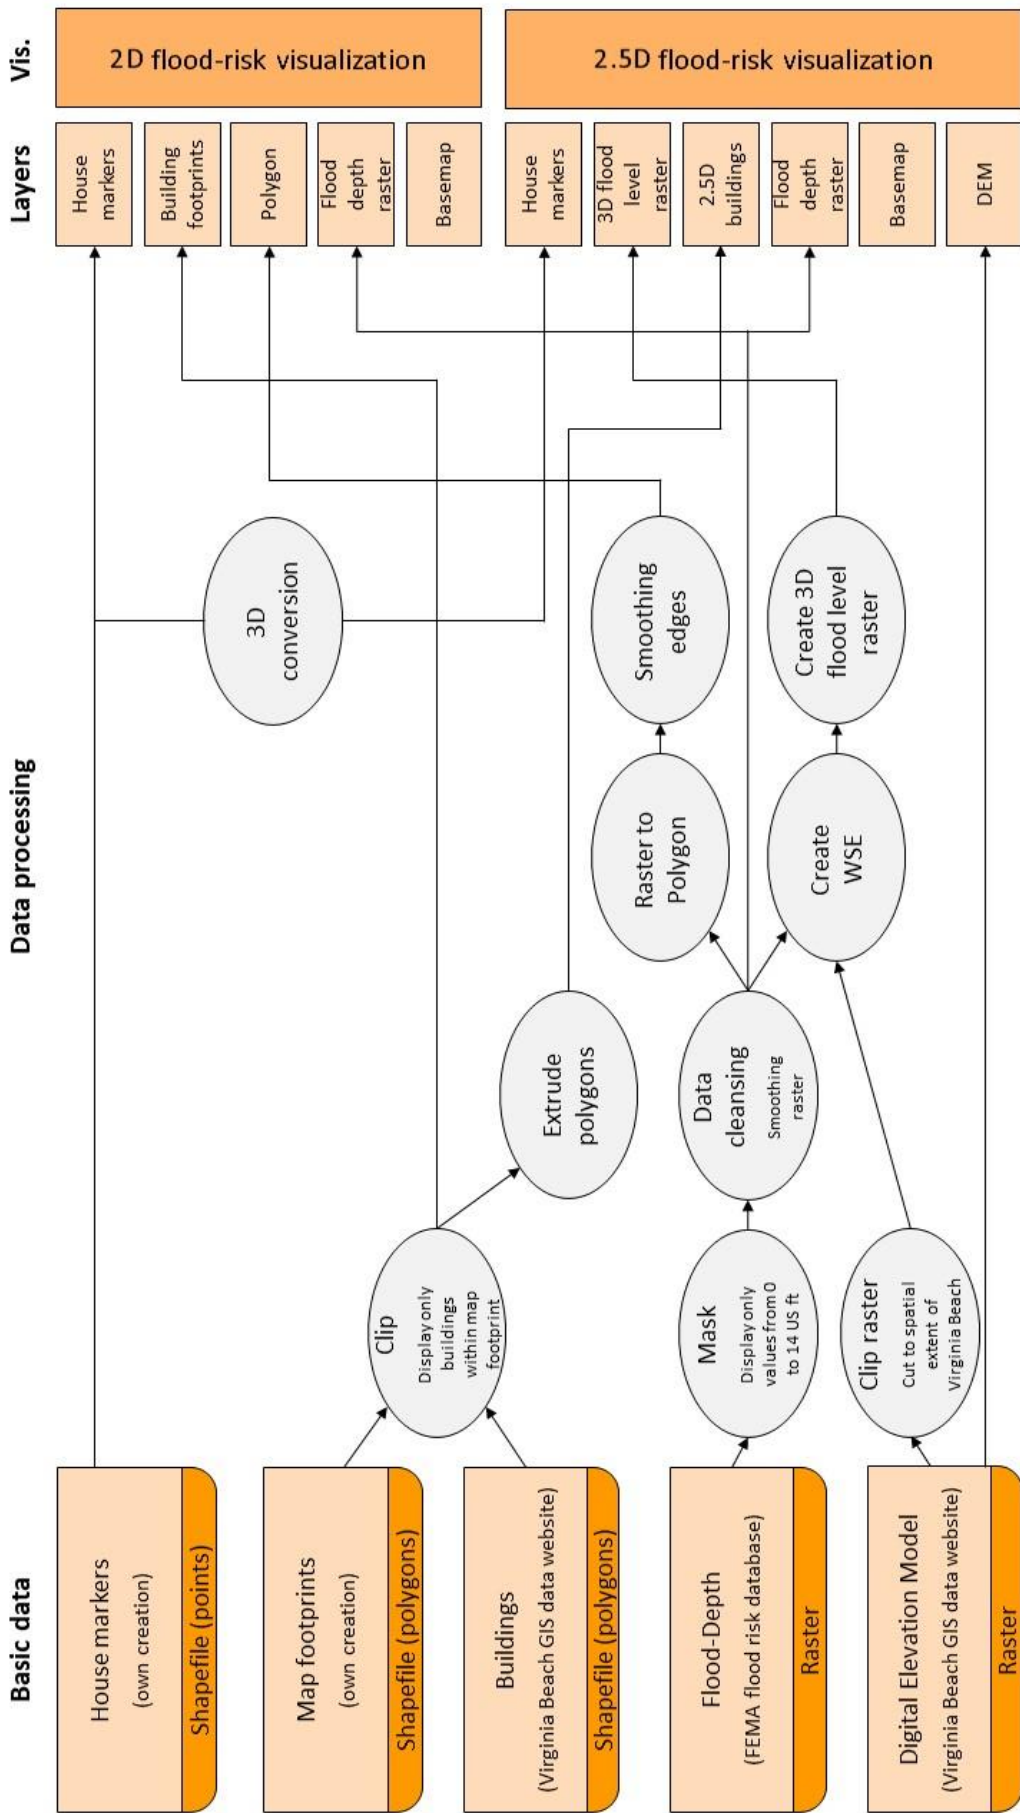 Basic data
Data processing
Layers
Vis.
House markers
(own creation)
Shapefile (points)
Map footprints
(own creation)
Shapefile (polygons)
Buildings
(Virginia Beach GIS data website)
Shapefile (polygons)
Flood-Depth
(FEMA flood risk database)
Raster
Digital Elevation Model
(Virginia Beach GIS data website)
Raster
Clip
Display only
buildings
within map
footprint
Mask
Display only
values from 0
to 14 US ft
Clip raster
Cut to spatial
extent of
Virginia Beach
Extrude
polygons
Data
cleansing
Smoothing
raster
Raster to
Polygon
Create
WSE
3D
conversion
Smoothing
edges
Create 3D
flood level
raster
House
markers
Building
footprints
Polygon
Flood
depth
raster
Basemap
House
markers
3D flood
level
raster
2.5D
buildings
Flood
depth
raster
Basemap
DEM
2D flood-risk visualization
2.5D flood-risk visualization